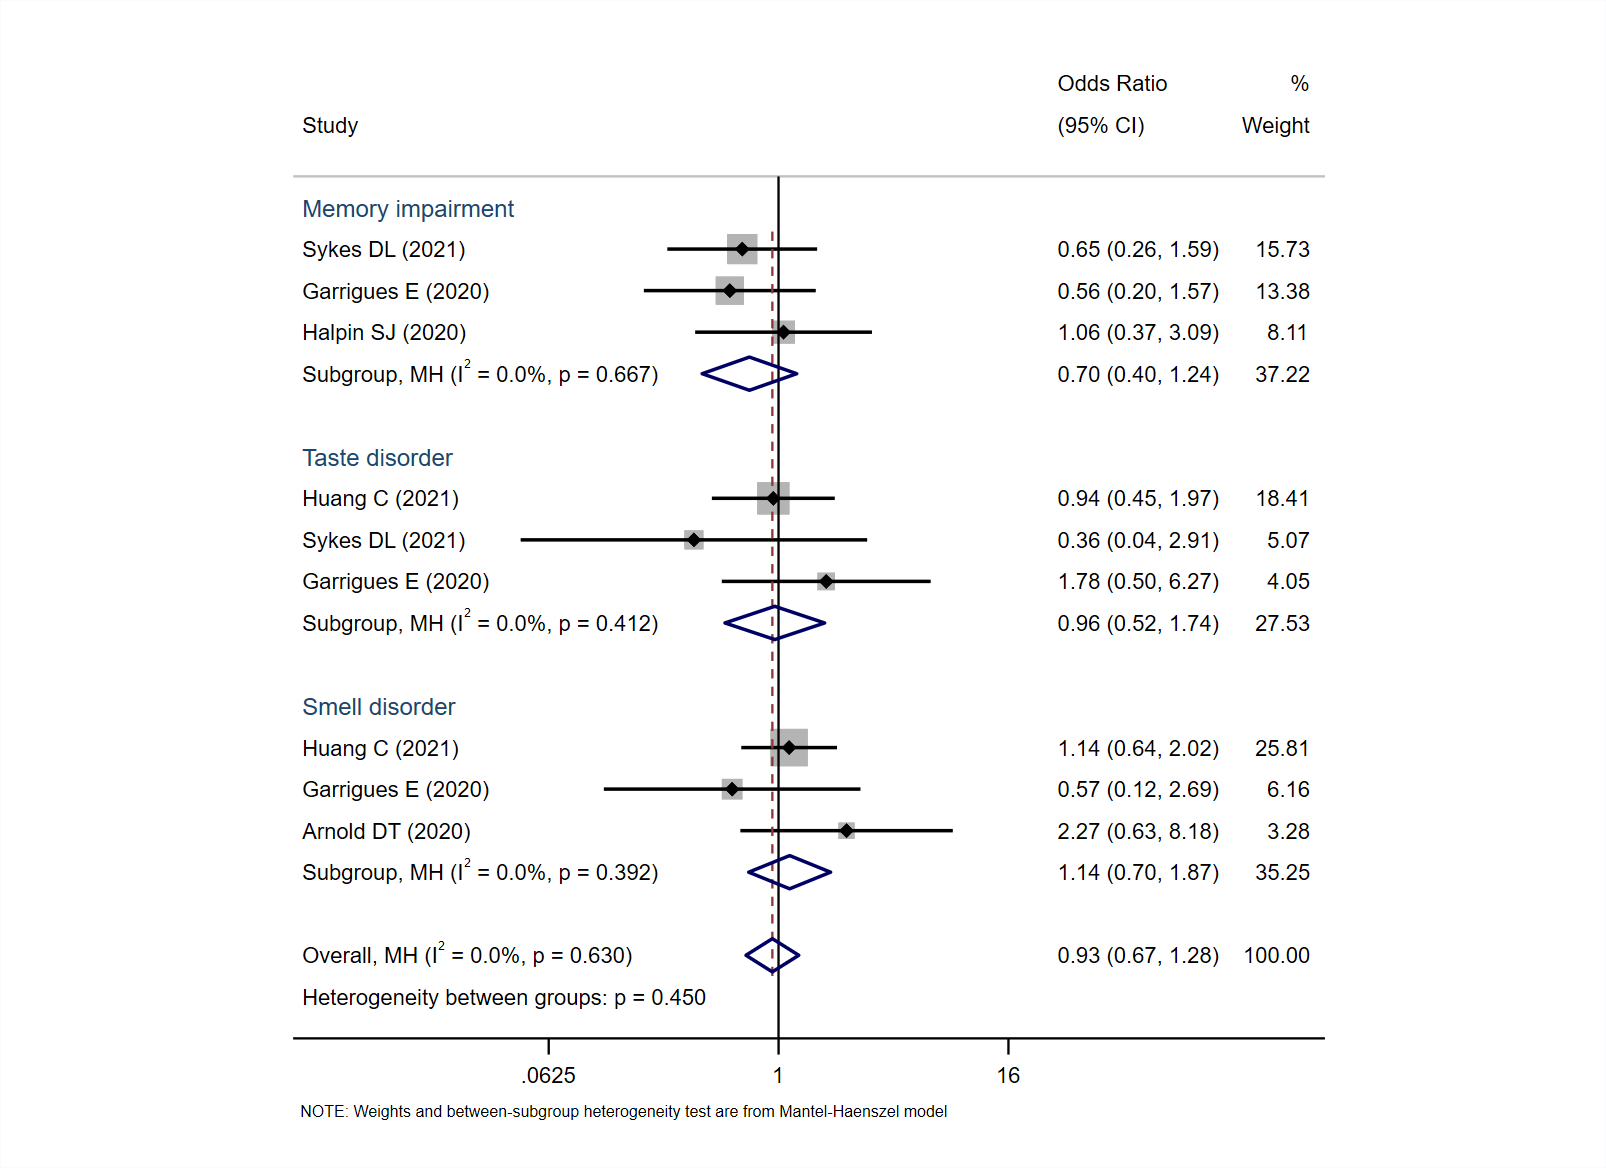 Odds Ratio %
Study (95% CI) Weight
Memory impairment
Sykes DL (2021) 0.65 (0.26, 1.59) 15.73
Garrigues E (2020) 0.56 (0.20, 1.57) 13.38
Halpin SJ (2020) 1.06 (0.37, 3.09) 8.11
Subgroup, MH (I² = 0.0%, p = 0.667) 0.70 (0.40, 1.24) 37.22
Taste disorder
Huang C (2021) 0.94 (0.45, 1.97) 18.41
Sykes DL (2021) 0.36 (0.04, 2.91) 5.07
Garrigues E (2020) 1.78 (0.50, 6.27) 4.05
Subgroup, MH (I² = 0.0%, p = 0.412) 0.96 (0.52, 1.74) 27.53
Smell disorder
Huang C (2021) 1.14 (0.64, 2.02) 25.81
Garrigues E (2020) 0.57 (0.12, 2.69) 6.16
Arnold DT (2020) 2.27 (0.63, 8.18) 3.28
Subgroup, MH (I² = 0.0%, p = 0.392) 1.14 (0.70, 1.87) 35.25
Overall, MH (I² = 0.0%, p = 0.630) 0.93 (0.67, 1.28) 100.00
Heterogeneity between groups: p = 0.450
.0625 1 16
NOTE: Weights and between-subgroup heterogeneity test are from Mantel-Haenszel model